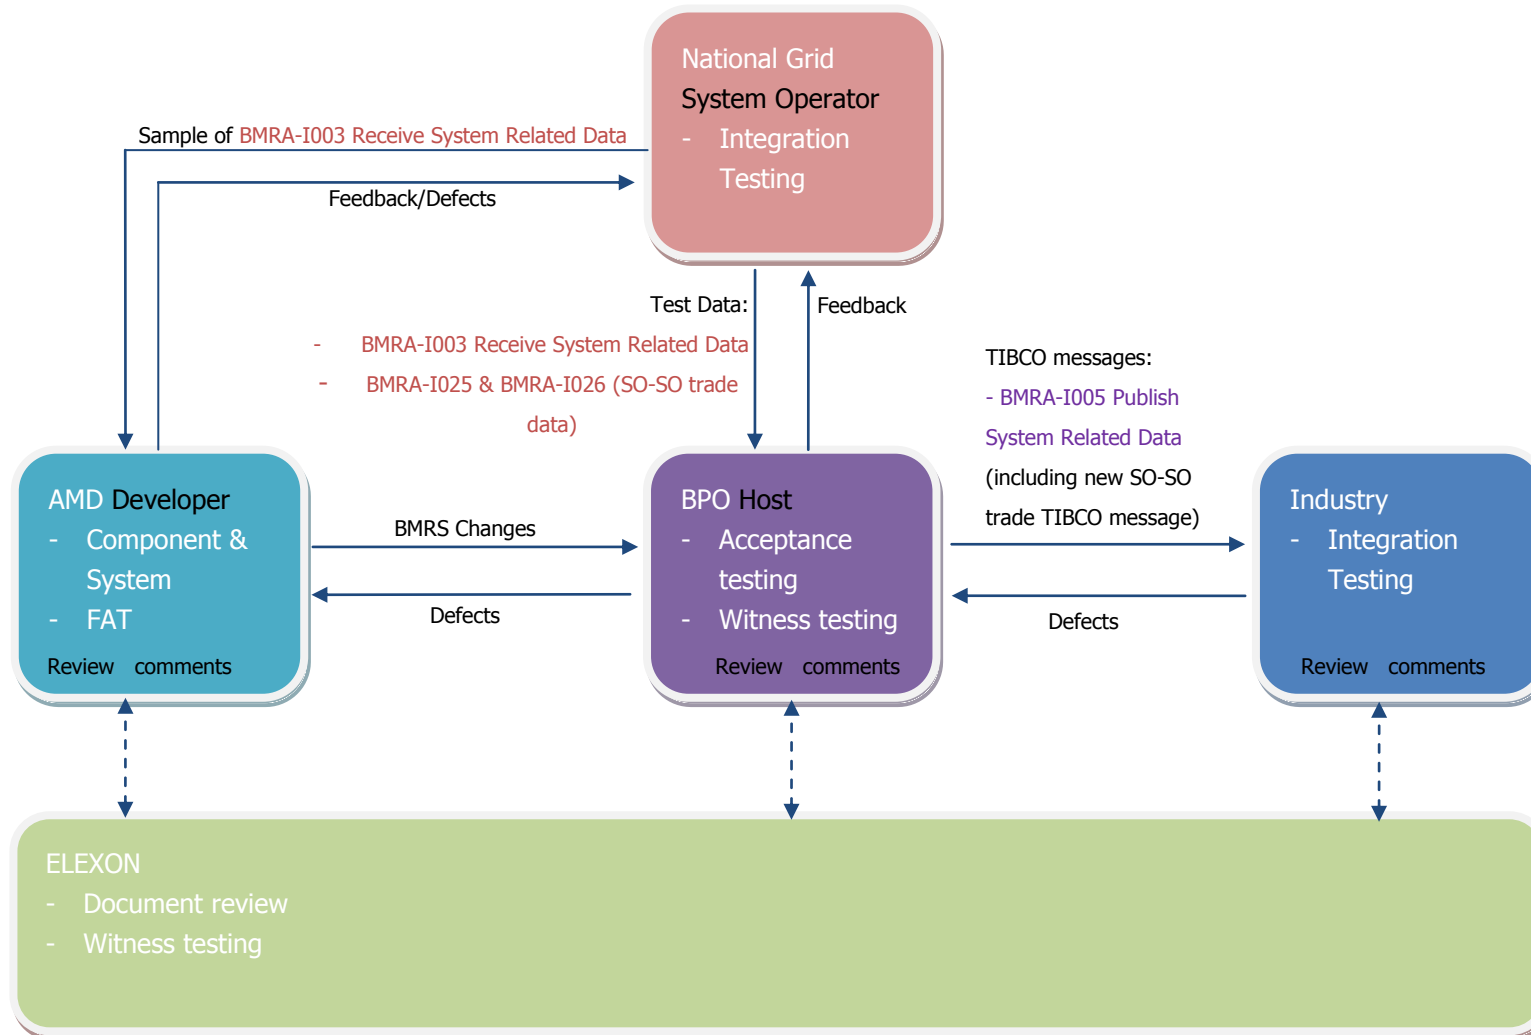 National Grid
System Operator
- Integration
Testing
Sample of BMRA-I003 Receive System Related Data
Feedback/Defects
Test Data:
- BMRA-I003 Receive System Related Data
- BMRA-I025 & BMRA-I026 (SO-SO trade
data)
Feedback
TIBCO messages:
- BMRA-I005 Publish
System Related Data
(including new SO-SO
trade TIBCO message)
AMD Developer
- Component &
System
- FAT
Review comments
BMRS Changes
Defects
BPO Host
- Acceptance
testing
- Witness testing
Review comments
Defects
Industry
- Integration
Testing
Review comments
ELEXON
- Document review
- Witness testing